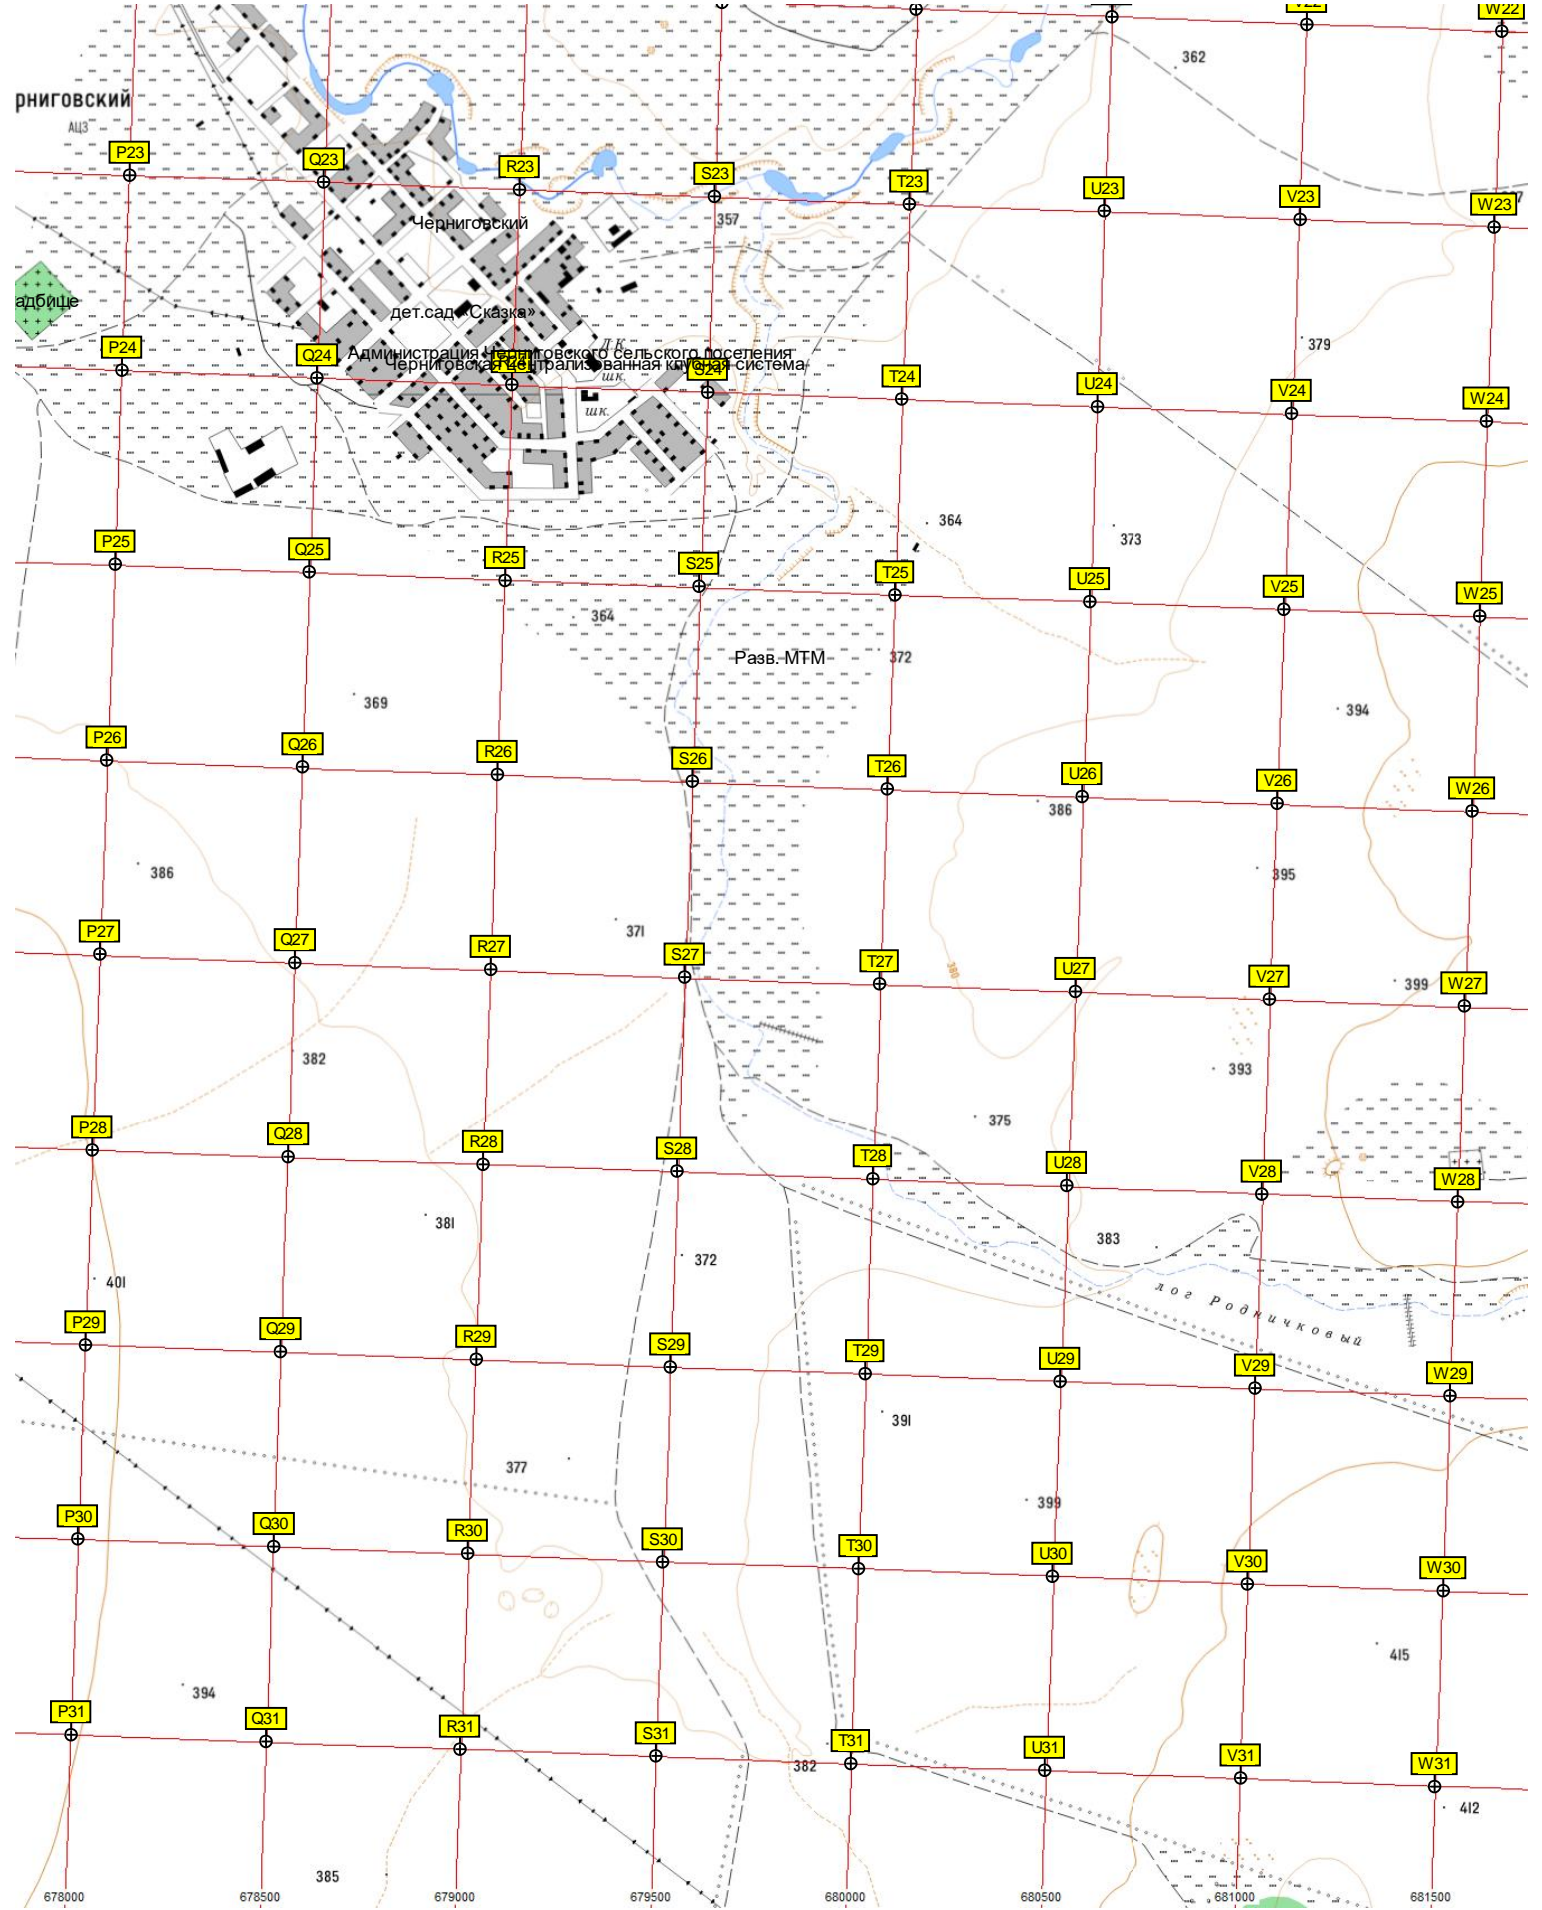 W22
362
рниговский
АЦЗ
P23
Q23
R23
S23
T23
U23
V23
W23
357
Черниговский
адбище
дет.сад «Сказка»
Д.К.
379
P24
Q24
Администрация Черниговского сельского поселения
Черниговская централизованная клубная система
шк.
S24
T24
U24
V24
W24
шк.
364
373
P25
Q25
R25
S25
T25
U25
V25
W25
364
Разв. МТМ
372
369
394
P26
Q26
R26
S26
T26
U26
V26
W26
386
386
395
371
P27
Q27
R27
S27
T27
U27
V27
W27
380
399
382
393
375
P28
Q28
R28
S28
T28
U28
V28
W28
381
383
372
401
лог Родничковый
P29
Q29
R29
S29
T29
U29
V29
W29
391
377
399
P30
Q30
R30
S30
T30
U30
V30
W30
415
394
P31
Q31
R31
S31
T31
U31
V31
W31
382
412
385
678000
678500
679000
679500
680000
680500
681000
681500